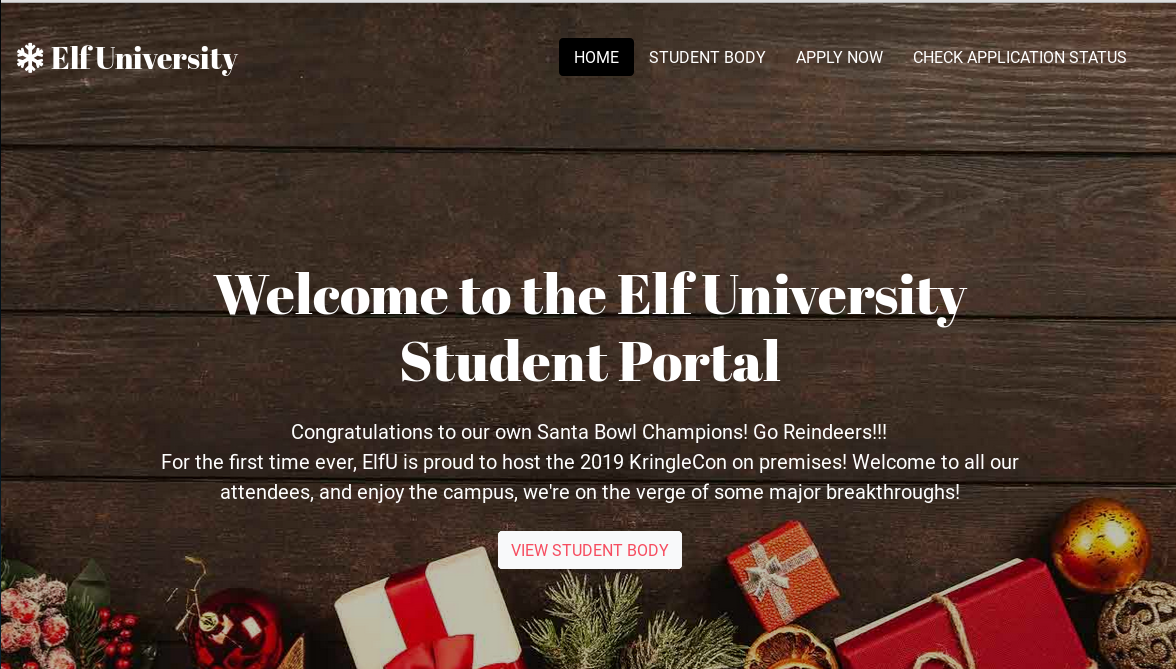 Elf University
HOME STUDENT BODY APPLY NOW CHECK APPLICATION STATUS
Welcome to the Elf University
Student Portal
Congratulations to our own Santa Bowl Champions! Go Reindeers!!!
For the first time ever, ElfU is proud to host the 2019 KringleCon on premises! Welcome to all our
attendees, and enjoy the campus, we're on the verge of some major breakthroughs!
VIEW STUDENT BODY